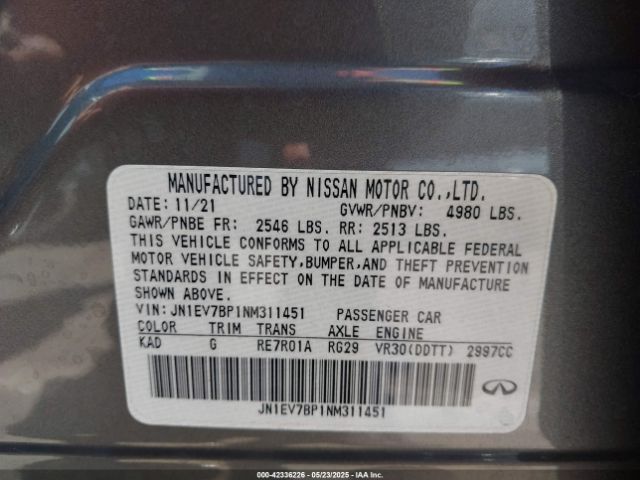 MANUFACTURED BY NISSAN MOTOR CO.,LTD.
DATE: 11/21 GVWR/PNBV: 4980 LBS.
GAWR/PNBE FR: 2546 LBS. RR: 2513 LBS.
THIS VEHICLE CONFORMS TO ALL APPLICABLE FEDERAL
MOTOR VEHICLE SAFETY,BUMPER,AND THEFT PREVENTION
STANDARDS IN EFFECT ON THE DATE OF MANUFACTURE
SHOWN ABOVE.
VIN: JN1EV7BP1NM311451 PASSENGER CAR
COLOR TRIM TRANS AXLE ENGINE
KAD G RE7R01A RG29 VR30(DDTT) 2997CC
JN1EV7BP1NM311451
000-42336226 - 05/23/2025 - IAA Inc.